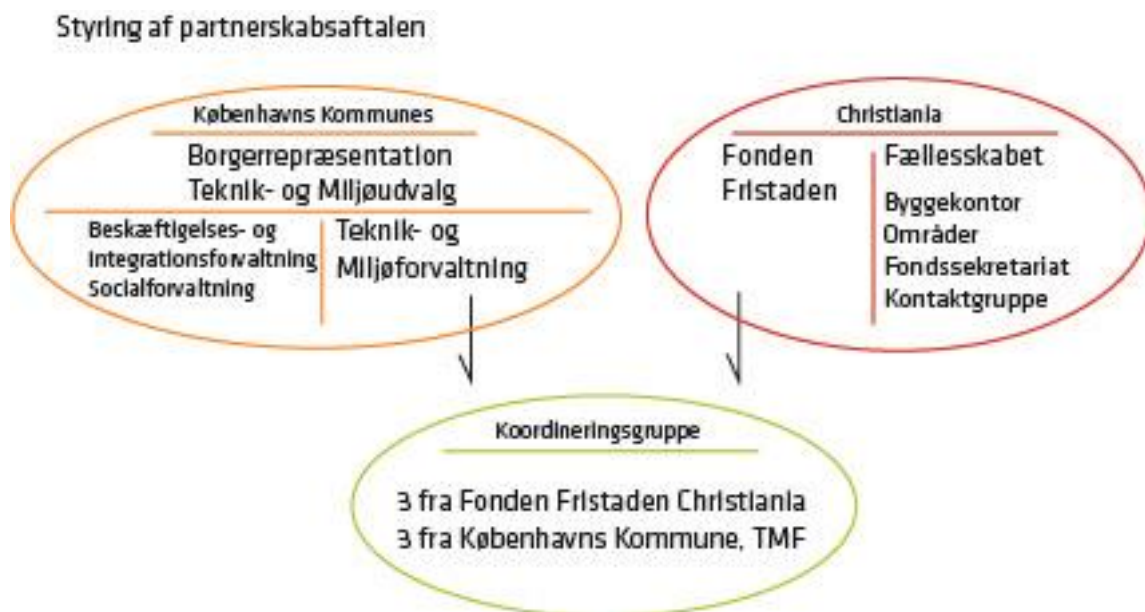 Styring af partnerskabsaftalen
Københavns Kommunes
Borgerrepræsentation
Teknik- og Miljøudvalg
Beskæftigelses- og
Integrationsforvaltning
Socialforvaltning
Teknik- og
Miljøforvaltning
Christiania
Fonden
Fristaden
Fællesskabet
Byggekontor
Områder
Fondssekretariat
Kontaktgruppe
Koordineringsgruppe
3 fra Fonden Fristaden Christiania
3 fra Københavns Kommune, TMF